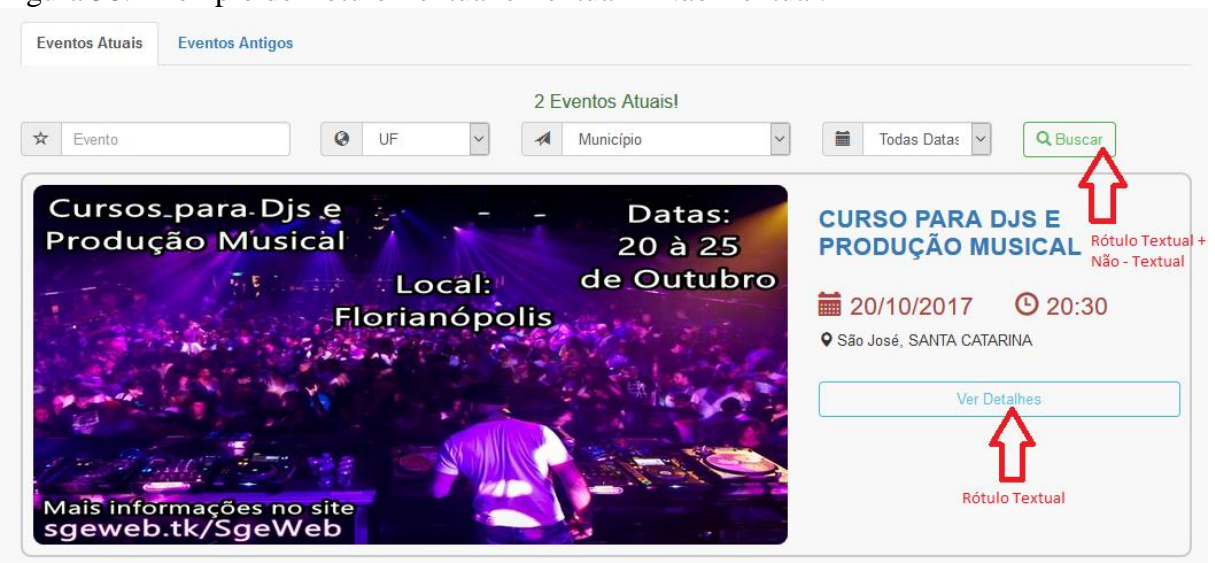 Eventos Atuais Eventos Antigos
2 Eventos Atuais!
Evento UF Município Todas Datas Buscar
Cursos para Djs e
Produção Musical
Datas:
20 à 25
de Outubro
Local:
Florianópolis
Mais informações no site
sgeweb.tk/SgeWeb
CURSO PARA DJS E
PRODUÇÃO MUSICAL
Rótulo Textual +
Não - Textual
20/10/2017 20:30
São José, SANTA CATARINA
Ver Detalhes
Rótulo Textual